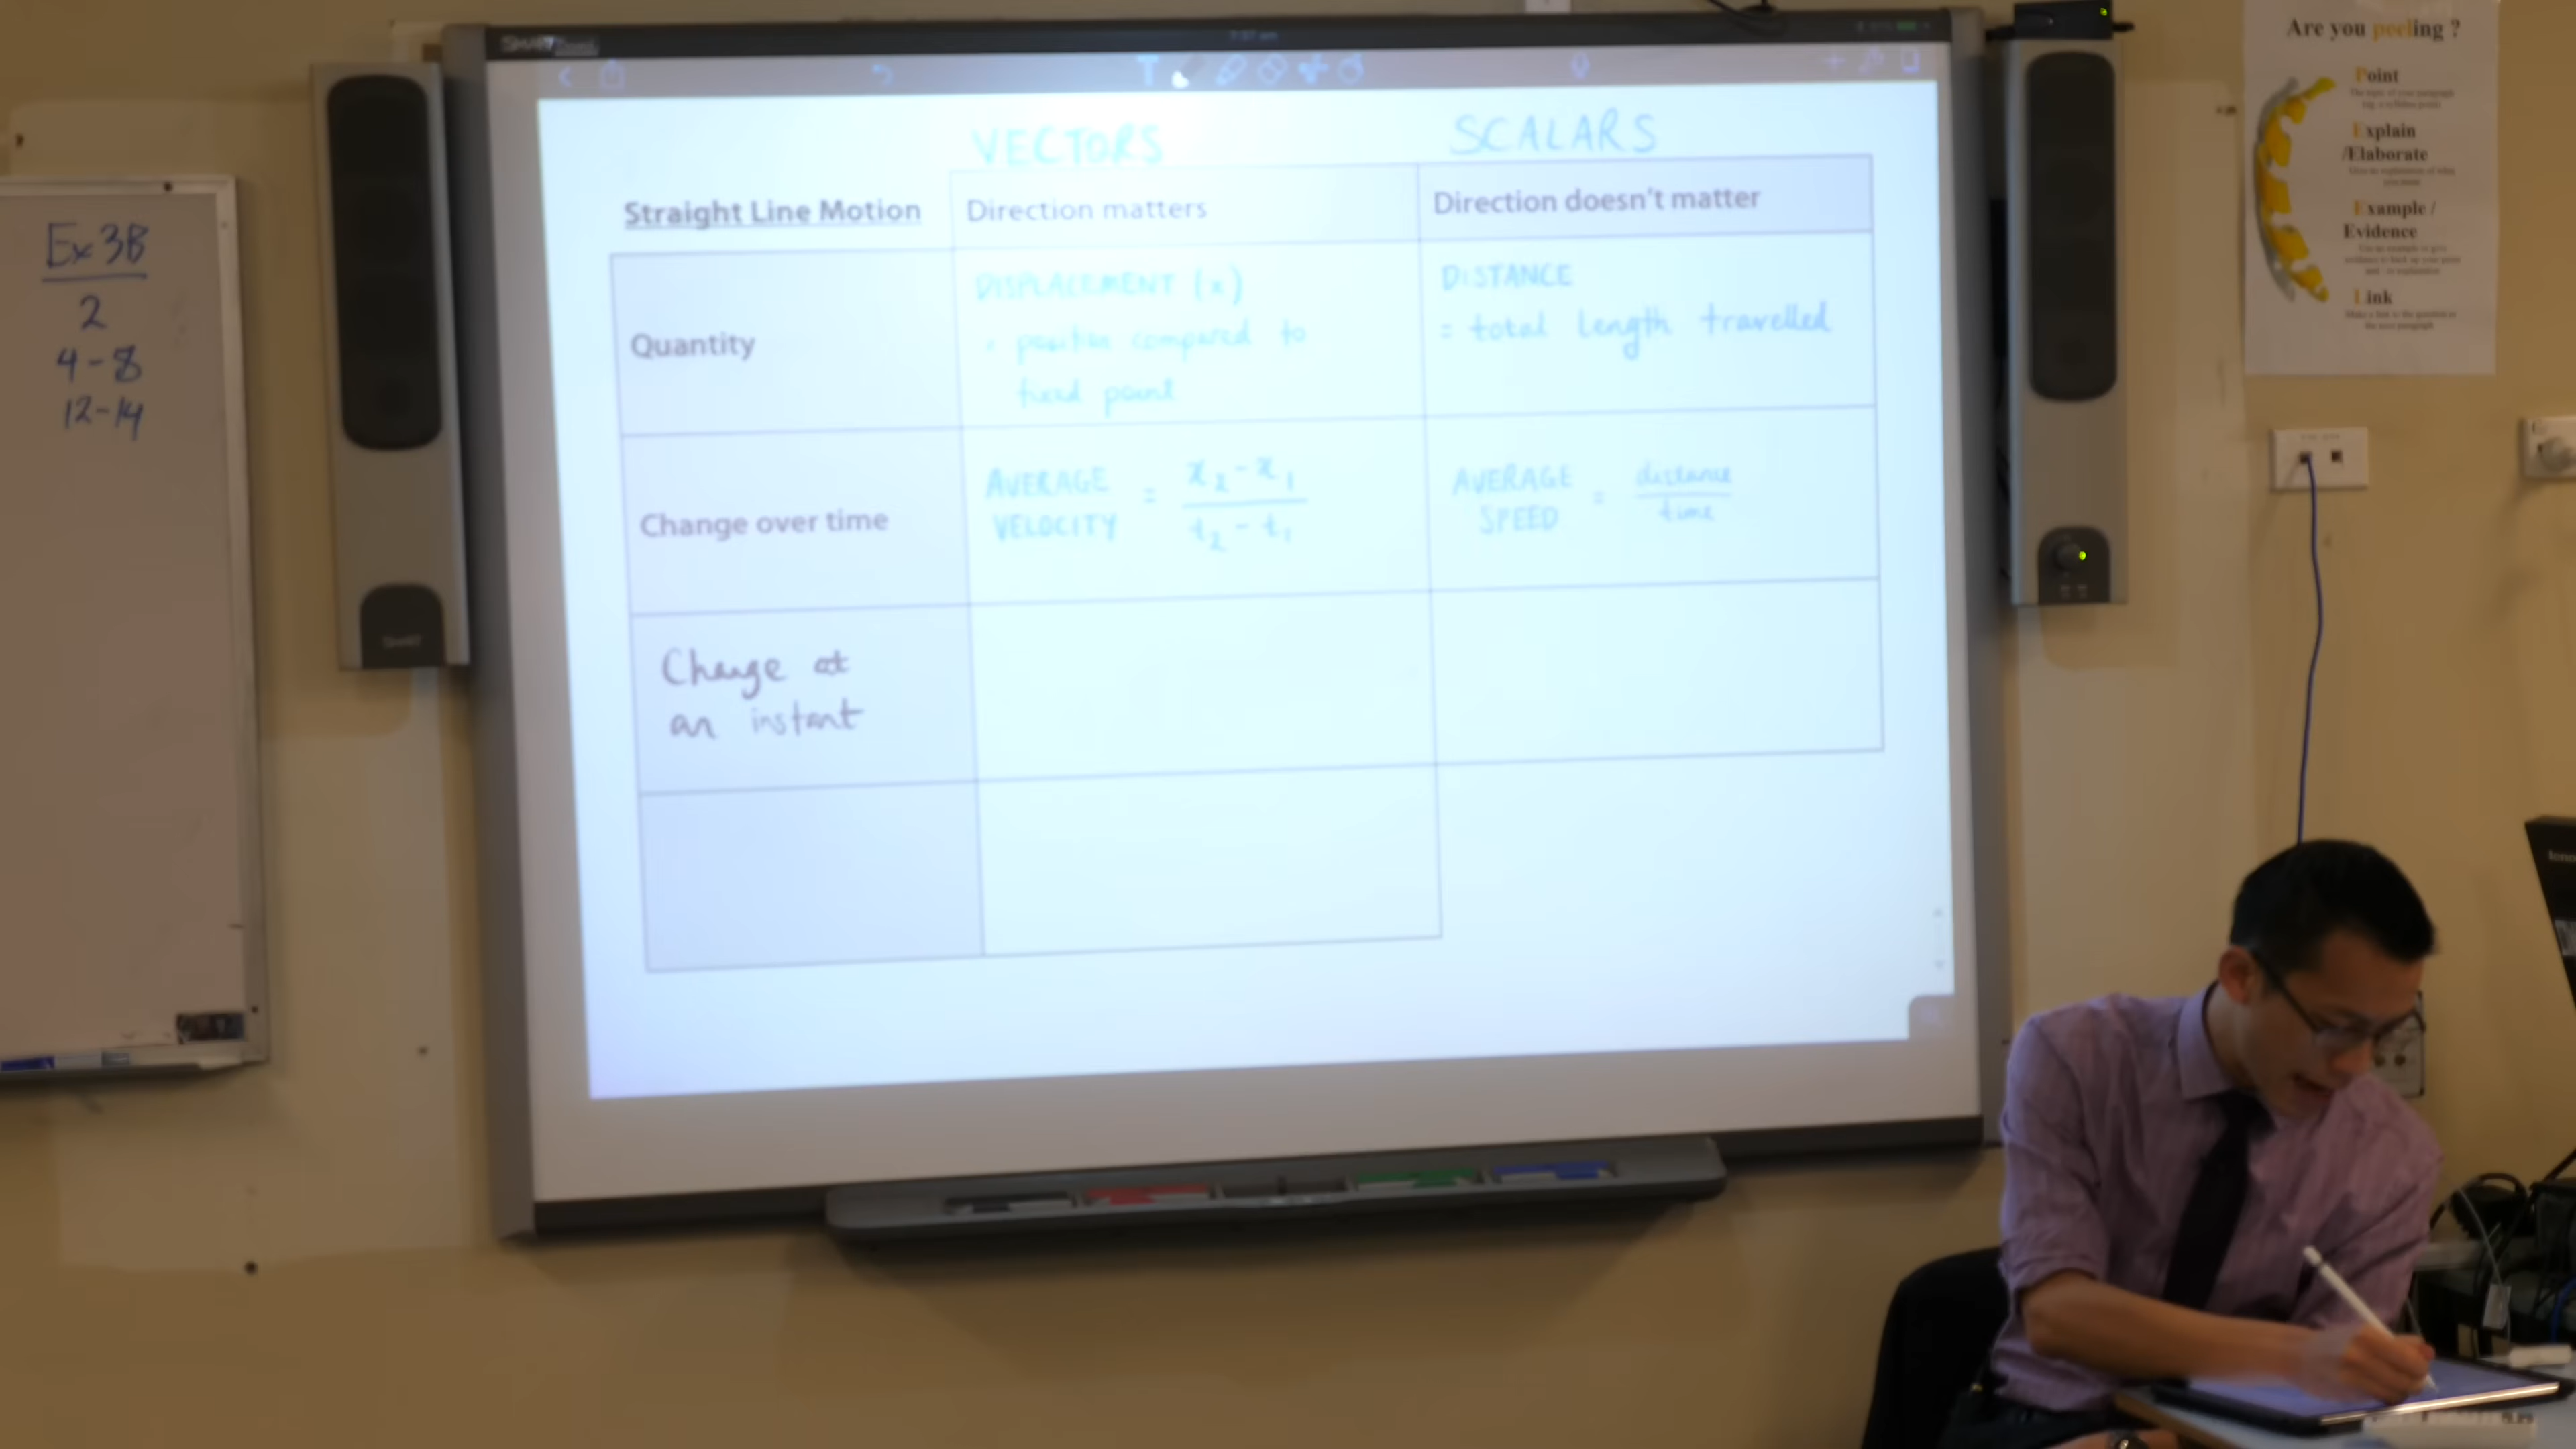 Ex 3B
2
4-8
12-14
VECTORS
SCALARS
Straight Line Motion
Direction matters
Direction doesn't matter
Quantity
DISPLACEMENT (x)
• position compared to
fixed point
DISTANCE
= total length travelled
Change over time
AVERAGE VELOCITY = x₂ - x₁ / t₂ - t₁
AVERAGE SPEED = distance / time
Change at
an instant
Are you peeling ?
Point
Explain
/Elaborate
Example /
Evidence
Link